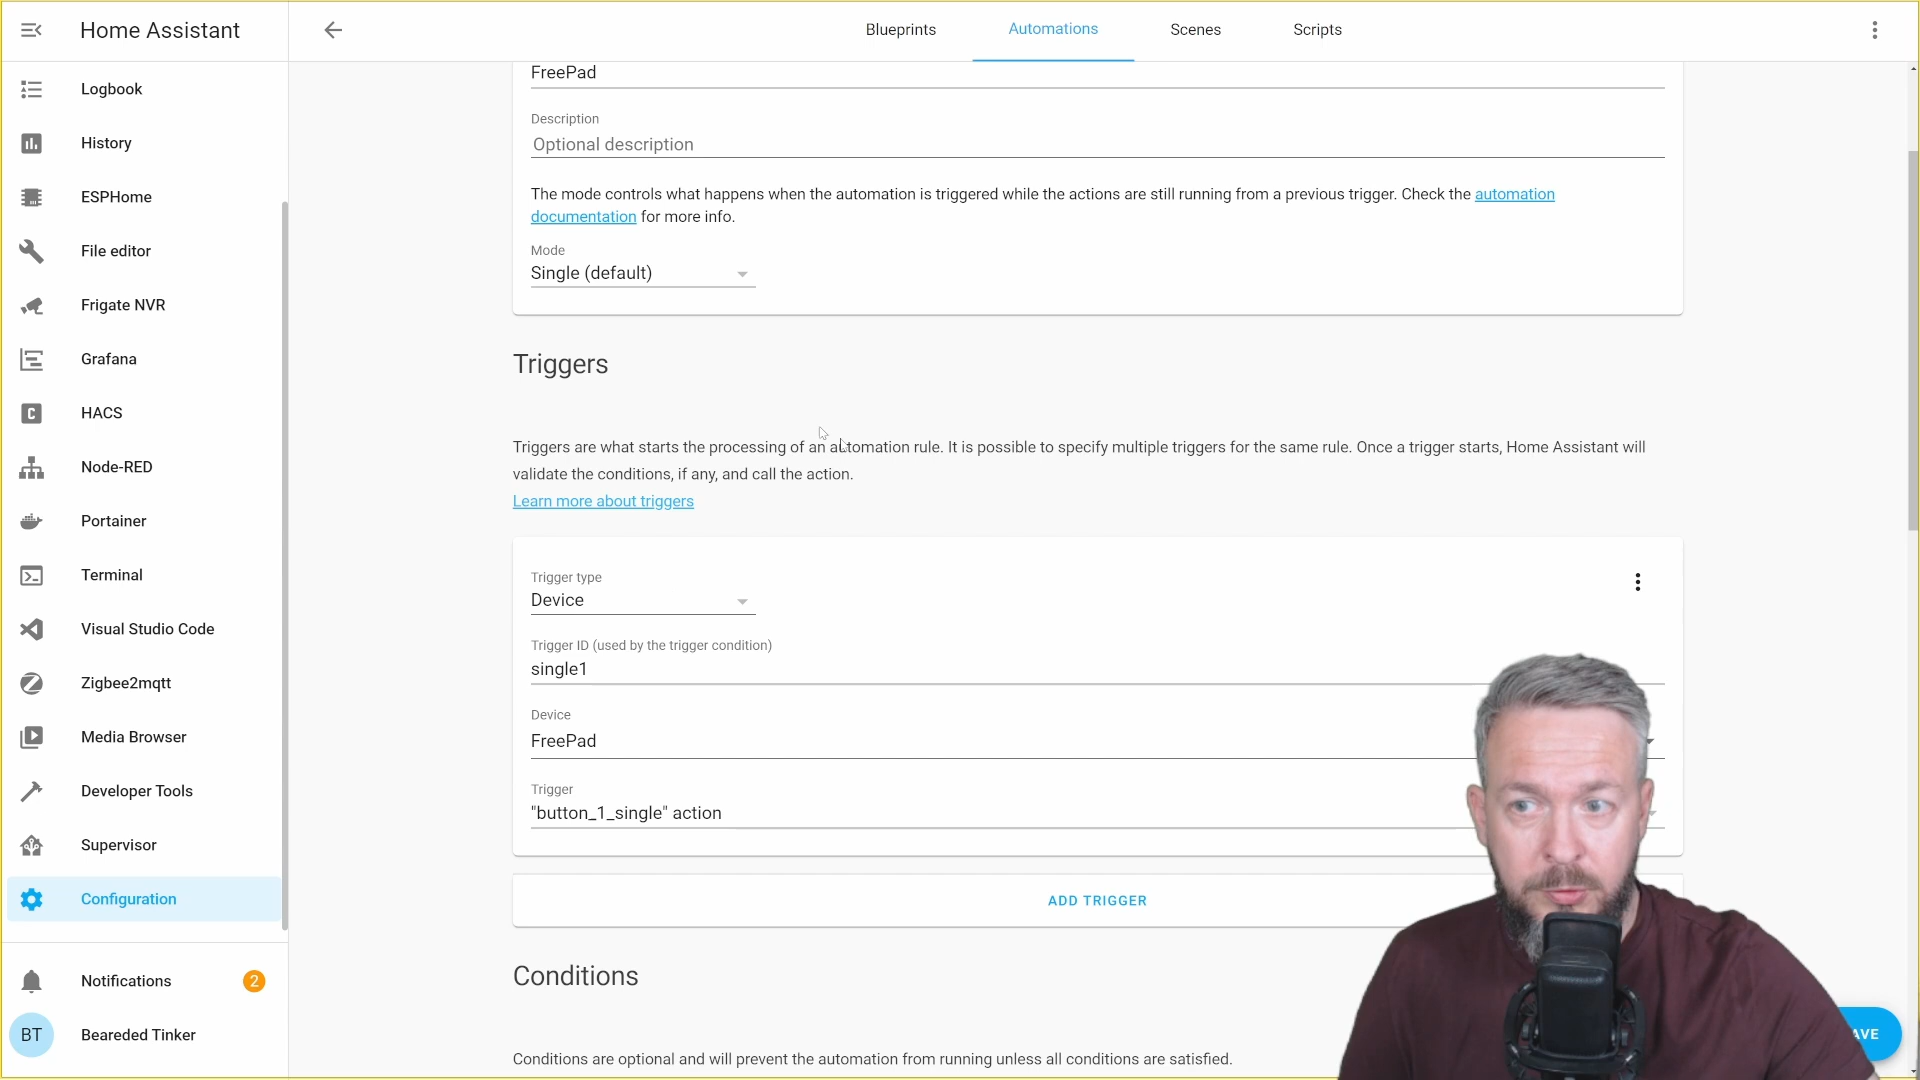 Home Assistant
Blueprints
Automations
Scenes
Scripts
Logbook
History
ESPHome
File editor
Frigate NVR
Grafana
HACS
Node-RED
Portainer
Terminal
Visual Studio Code
Zigbee2mqtt
Media Browser
Developer Tools
Supervisor
Configuration
Notifications
2
BT
Beareded Tinker
FreePad
Description
Optional description
The mode controls what happens when the automation is triggered while the actions are still running from a previous trigger. Check the automation
documentation for more info.
Mode
Single (default)
Triggers
Triggers are what starts the processing of an automation rule. It is possible to specify multiple triggers for the same rule. Once a trigger starts, Home Assistant will
validate the conditions, if any, and call the action.
Learn more about triggers
Trigger type
Device
Trigger ID (used by the trigger condition)
single1
Device
FreePad
Trigger
"button_1_single" action
ADD TRIGGER
Conditions
Conditions are optional and will prevent the automation from running unless all conditions are satisfied.